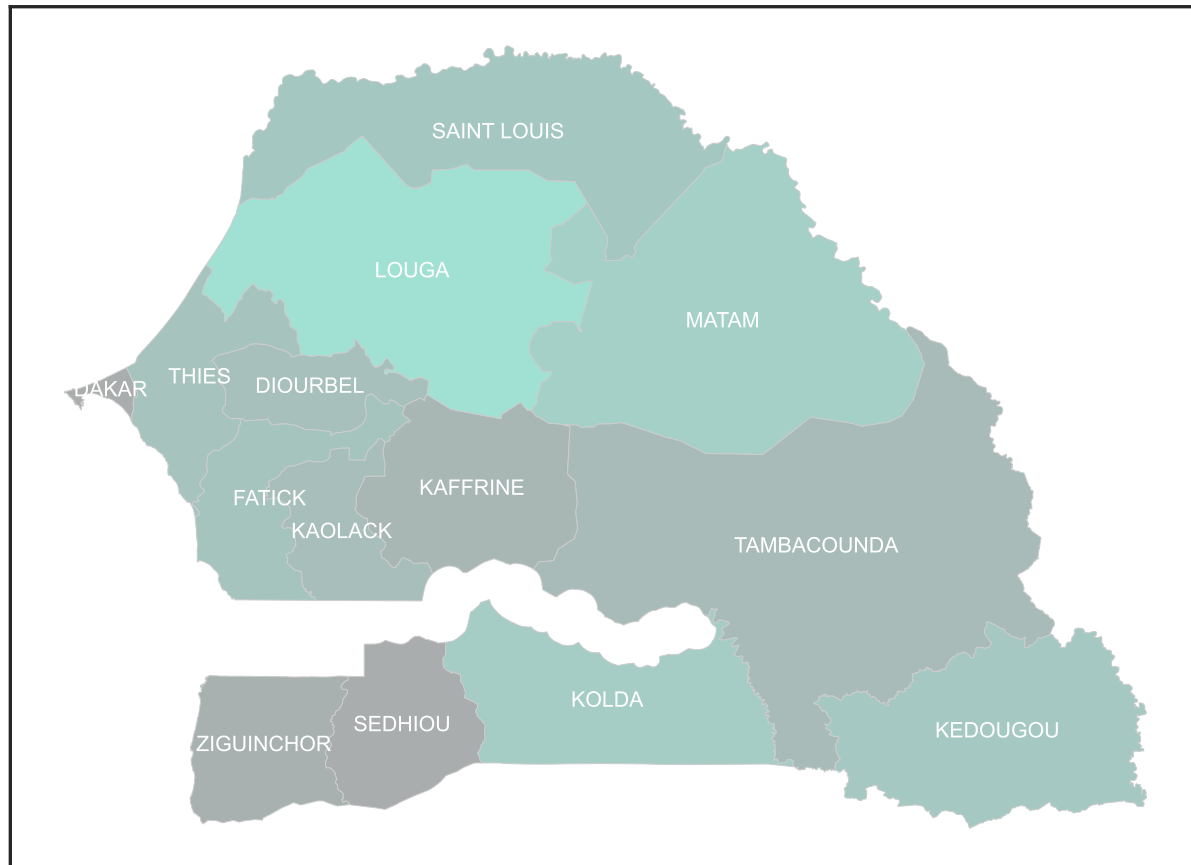 SAINT LOUIS
LOUGA
MATAM
THIES
DIOURBEL
DAKAR
KAFFRINE
FATICK
KAOLACK
TAMBACOUNDA
KOLDA
SEDHIOU
KEDOUGOU
ZIGUINCHOR